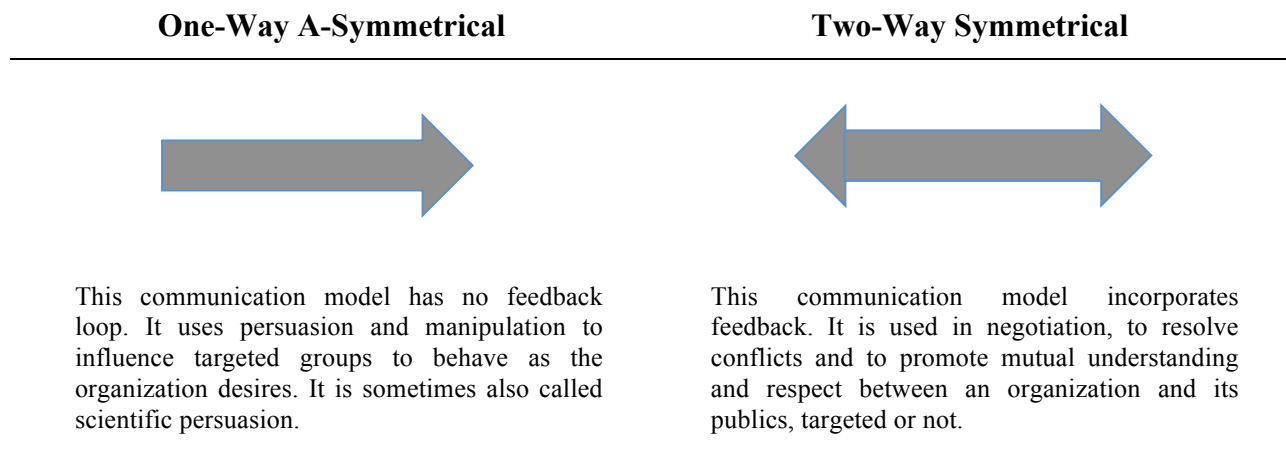 One-Way A-Symmetrical
Two-Way Symmetrical
This communication model has no feedback
loop. It uses persuasion and manipulation to
influence targeted groups to behave as the
organization desires. It is sometimes also called
scientific persuasion.
This communication model incorporates
feedback. It is used in negotiation, to resolve
conflicts and to promote mutual understanding
and respect between an organization and its
publics, targeted or not.